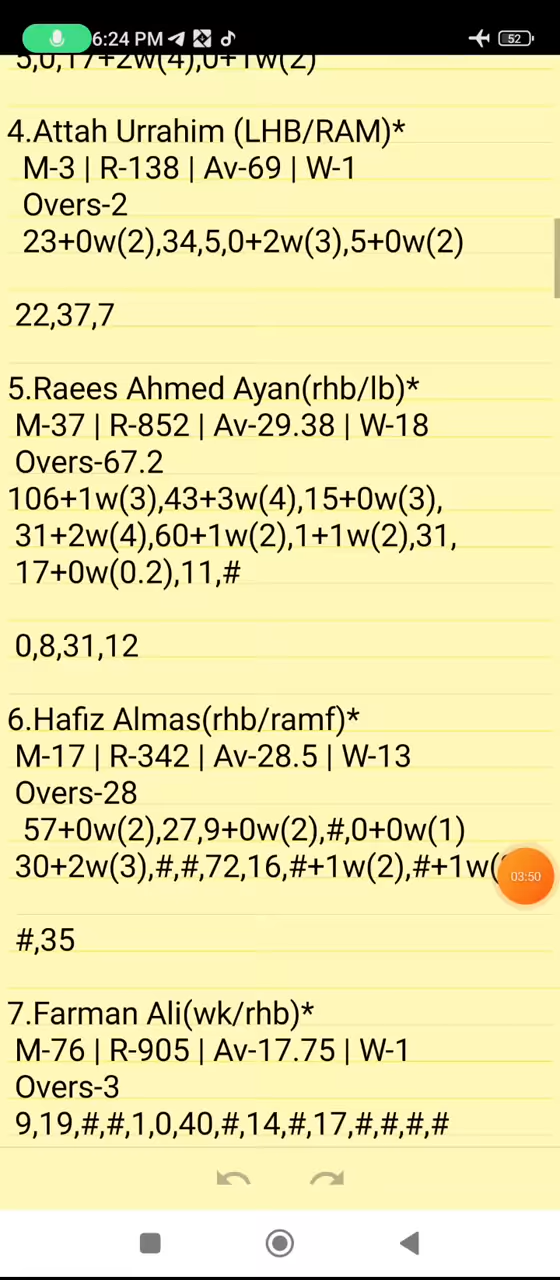 6:24 PM
52
5,0,17+2w(4),0+1w(2)
4.Attah Urrahim (LHB/RAM)*
M-3 | R-138 | Av-69 | W-1
Overs-2
23+0w(2),34,5,0+2w(3),5+0w(2)
22,37,7
5.Raees Ahmed Ayan(rhb/lb)*
M-37 | R-852 | Av-29.38 | W-18
Overs-67.2
106+1w(3),43+3w(4),15+0w(3),
31+2w(4),60+1w(2),1+1w(2),31,
17+0w(0.2),11,#
0,8,31,12
6.Hafiz Almas(rhb/ramf)*
M-17 | R-342 | Av-28.5 | W-13
Overs-28
57+0w(2),27,9+0w(2),#,0+0w(1)
30+2w(3),#,#,72,16,#+1w(2),#+1w(
03:50
#,35
7.Farman Ali(wk/rhb)*
M-76 | R-905 | Av-17.75 | W-1
Overs-3
9,19,#,#,1,0,40,#,14,#,17,#,#,#,#